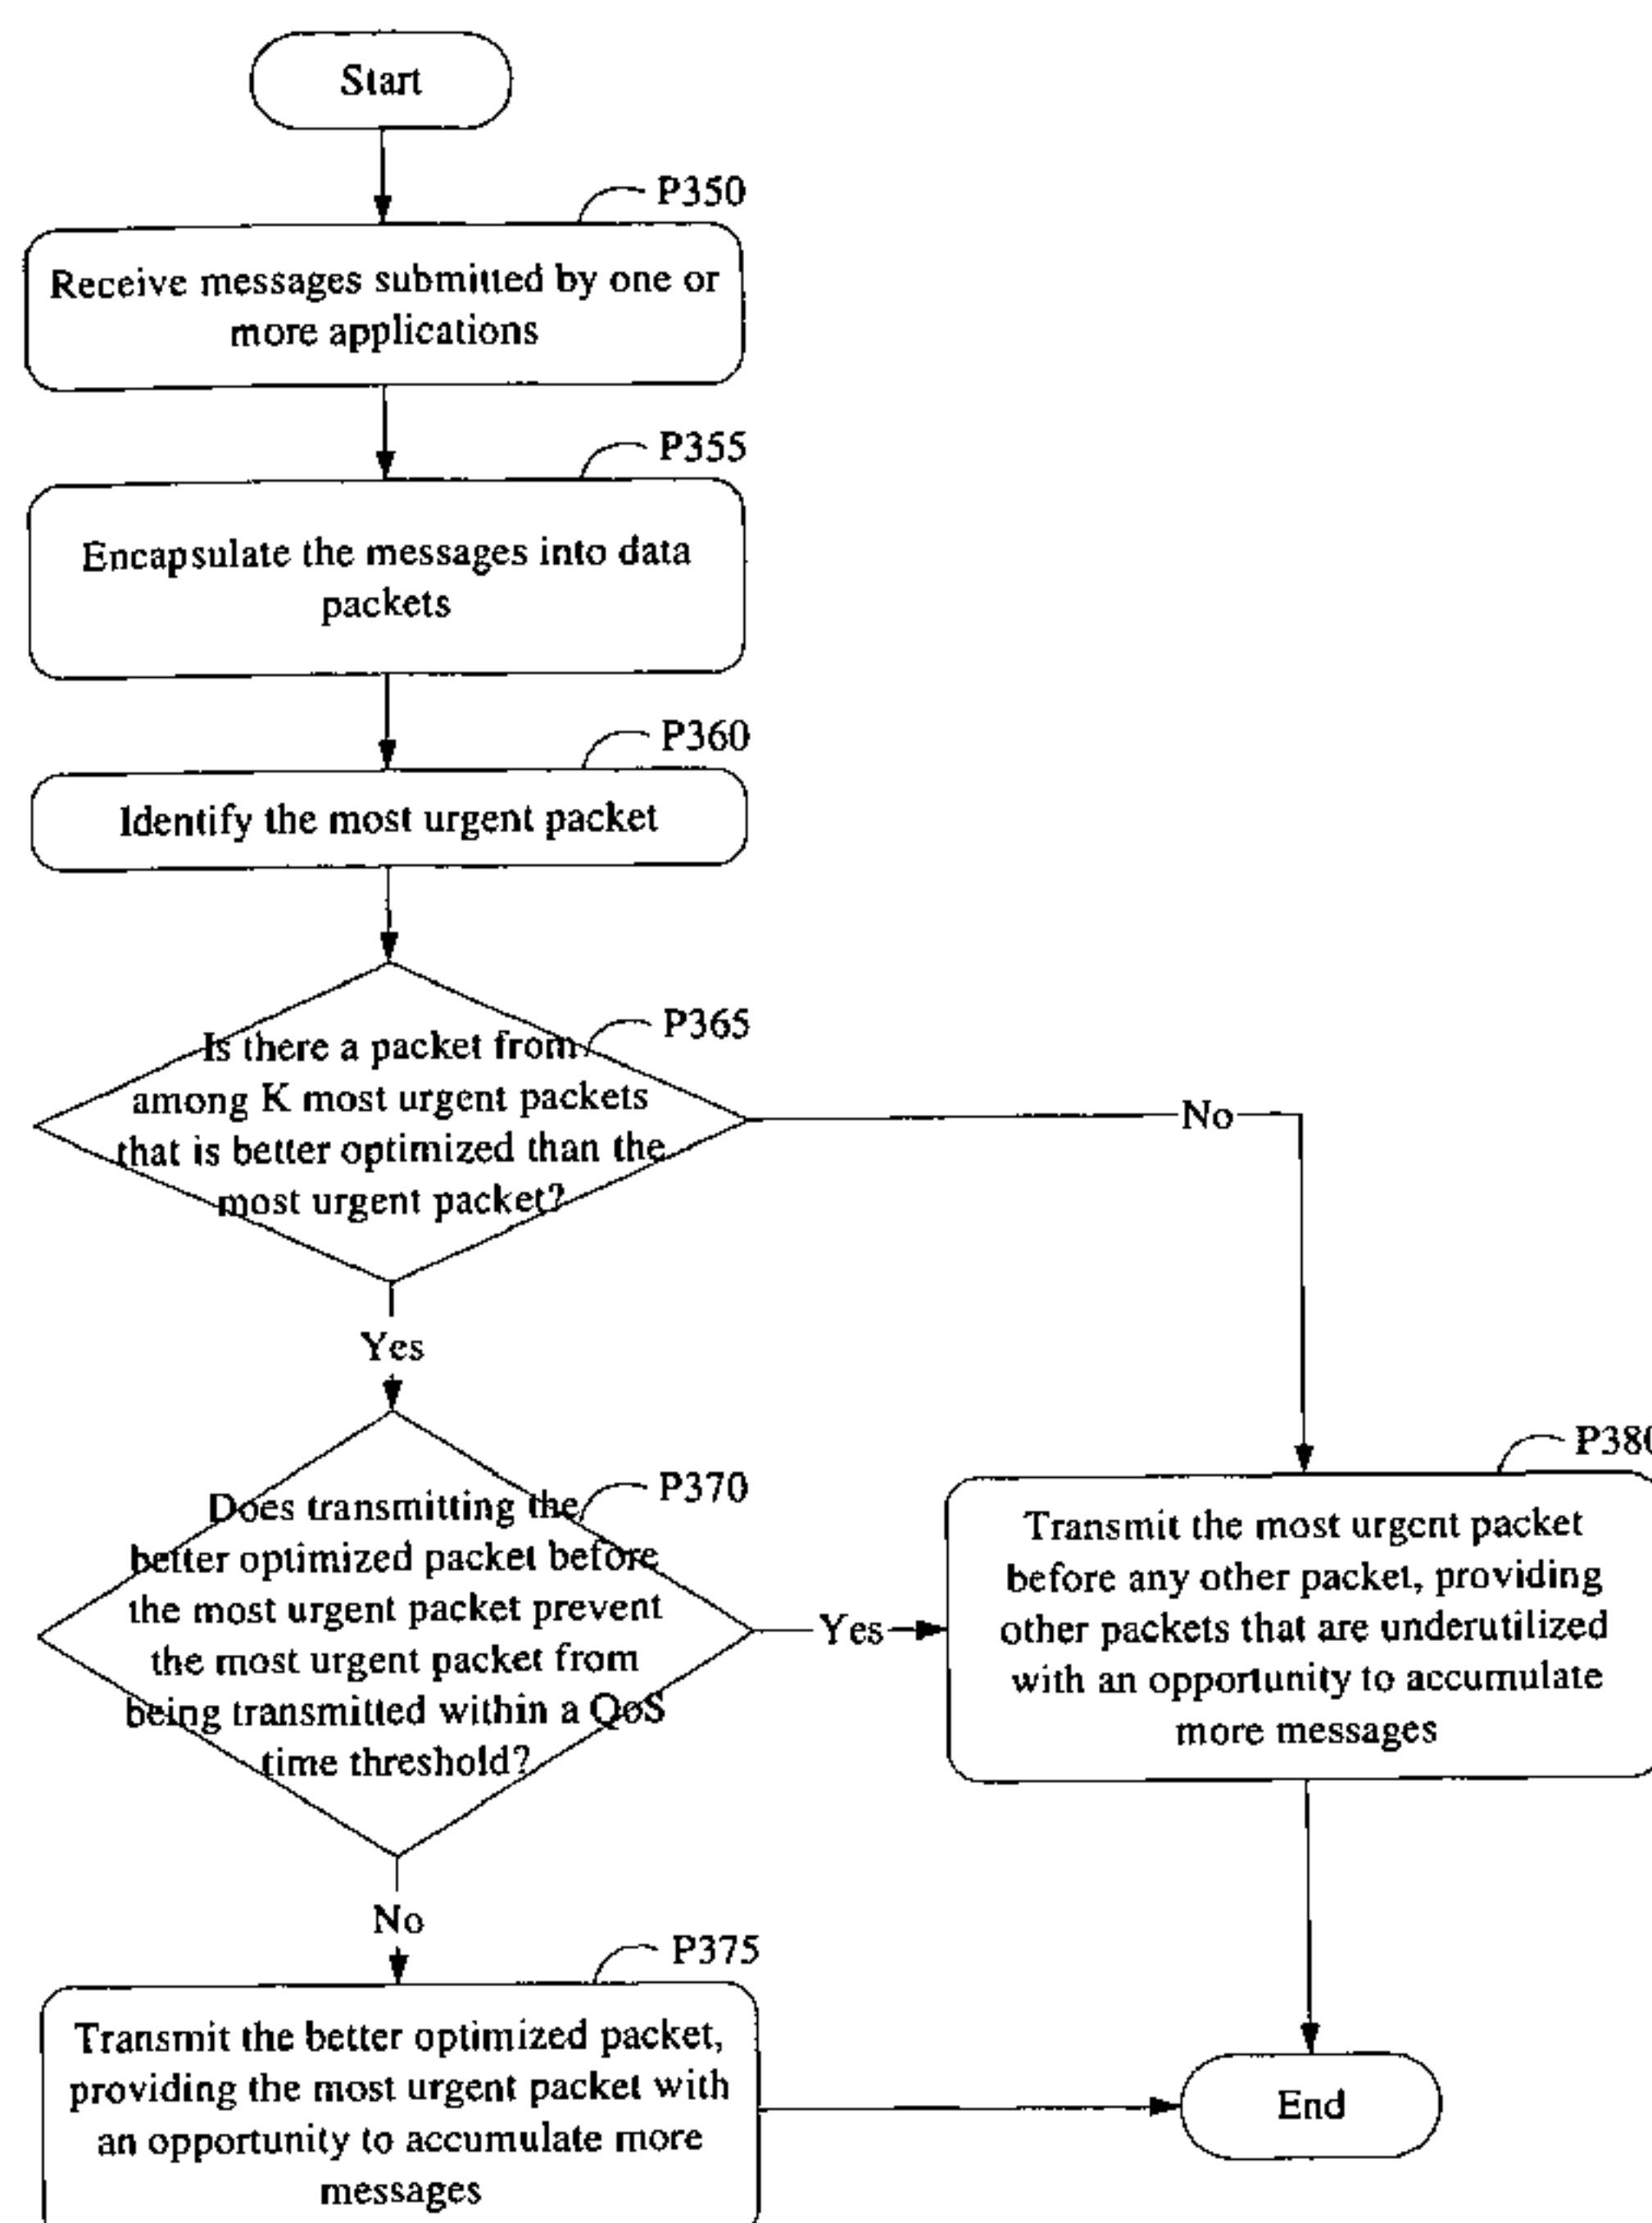 Start
P350
Receive messages submitted by one or
more applications
P355
Encapsulate the messages into data
packets
P360
Identify the most urgent packet
P365
Is there a packet from
among K most urgent packets
that is better optimized than the
most urgent packet?
No
Yes
P370
Does transmitting the
better optimized packet before
the most urgent packet prevent
the most urgent packet from
being transmitted within a QoS
time threshold?
Yes
P380
Transmit the most urgent packet
before any other packet, providing
other packets that are underutilized
with an opportunity to accumulate
more messages
No
P375
Transmit the better optimized packet,
providing the most urgent packet with
an opportunity to accumulate more
messages
End